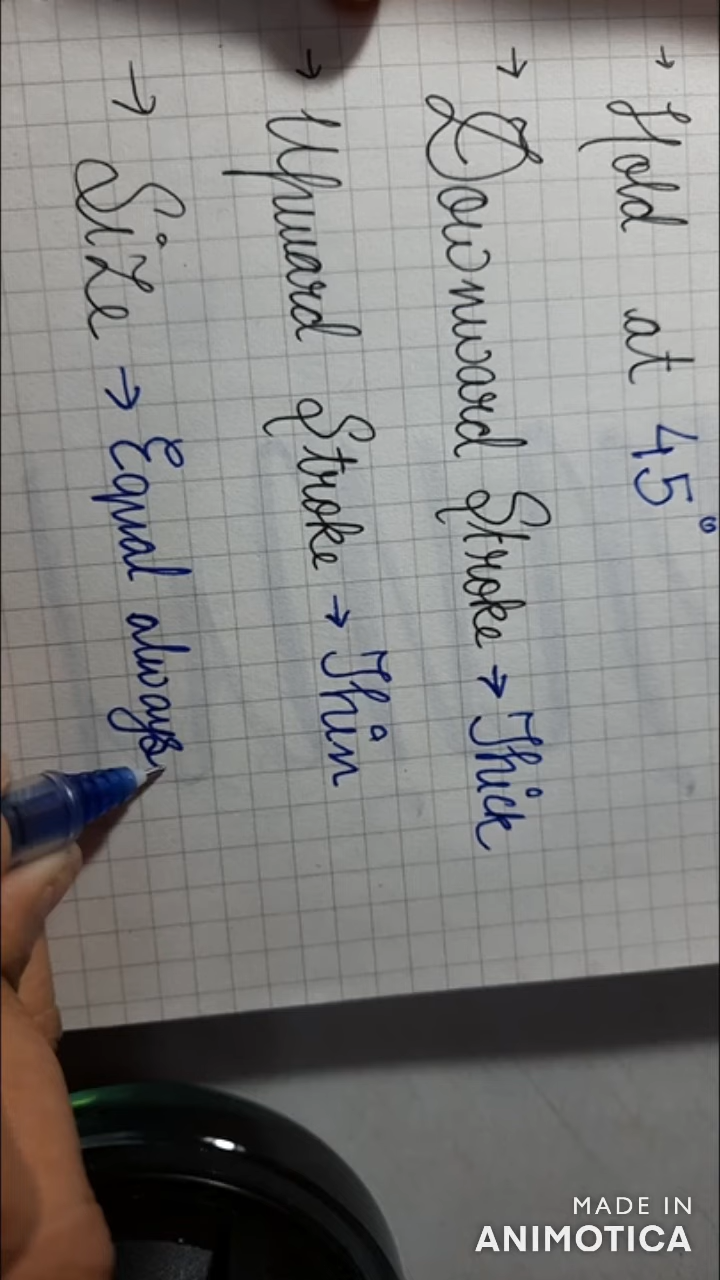 → Hold at 45°
→ Downward Stroke → Thick
→ Upward Stroke → Thin
→ Size → Equal always
MADE IN
ANIMOTICA